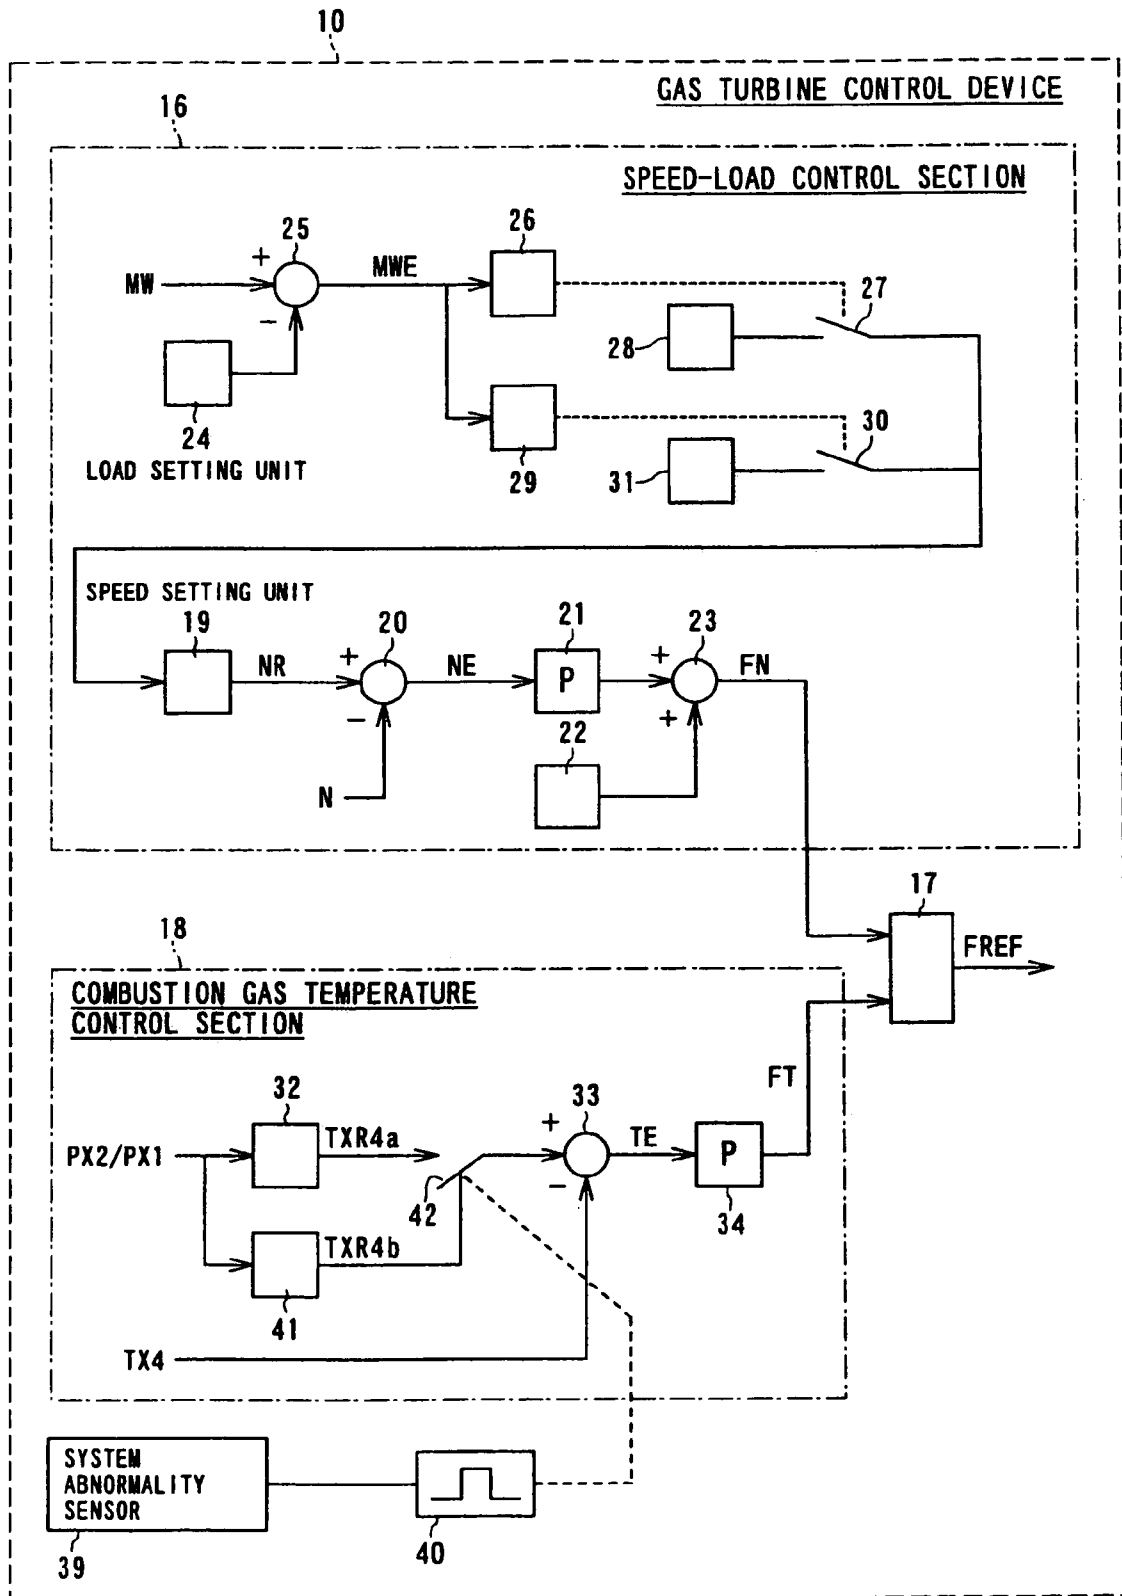 10
GAS TURBINE CONTROL DEVICE
16
SPEED-LOAD CONTROL SECTION
25
26
+
MW
MWE
27
−
28
24
LOAD SETTING UNIT
29
30
31
SPEED SETTING UNIT
19
20
21
23
+
NR
NE
P
+
FN
−
+
22
N
17
18
FREF
COMBUSTION GAS TEMPERATURE
CONTROL SECTION
FT
32
33
+
PX2/PX1
TXR4a
TE
P
−
42
34
TXR4b
41
TX4
SYSTEM
ABNORMALITY
SENSOR
39
40